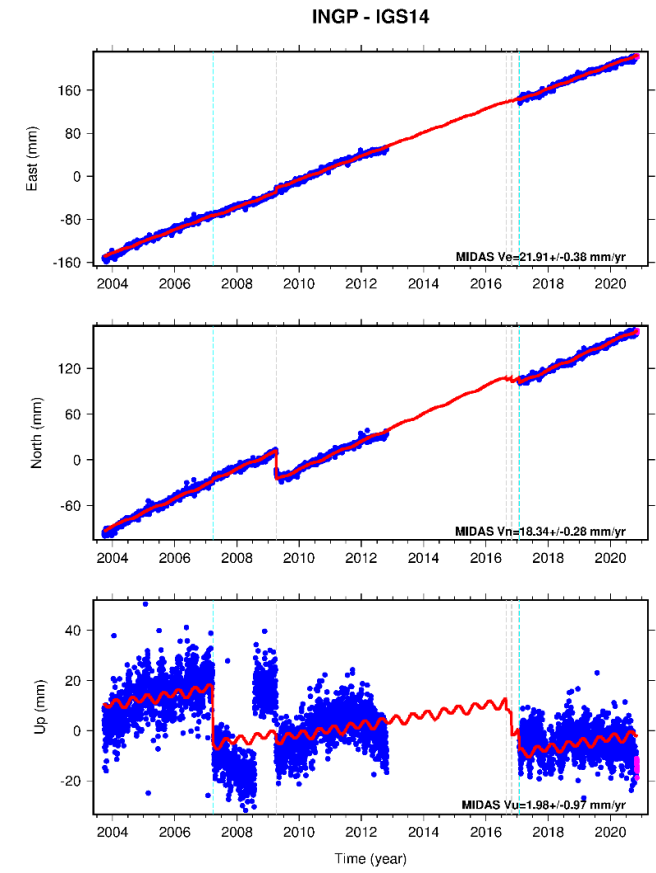 INGP - IGS14
160
80
0
-80
-160
East (mm)
MIDAS Ve=21.91+/-0.38 mm/yr
2004 2006 2008 2010 2012 2014 2016 2018 2020
120
60
0
-60
North (mm)
MIDAS Vn=18.34+/-0.28 mm/yr
2004 2006 2008 2010 2012 2014 2016 2018 2020
40
20
0
-20
Up (mm)
MIDAS Vu=1.98+/-0.97 mm/yr
2004 2006 2008 2010 2012 2014 2016 2018 2020
Time (year)